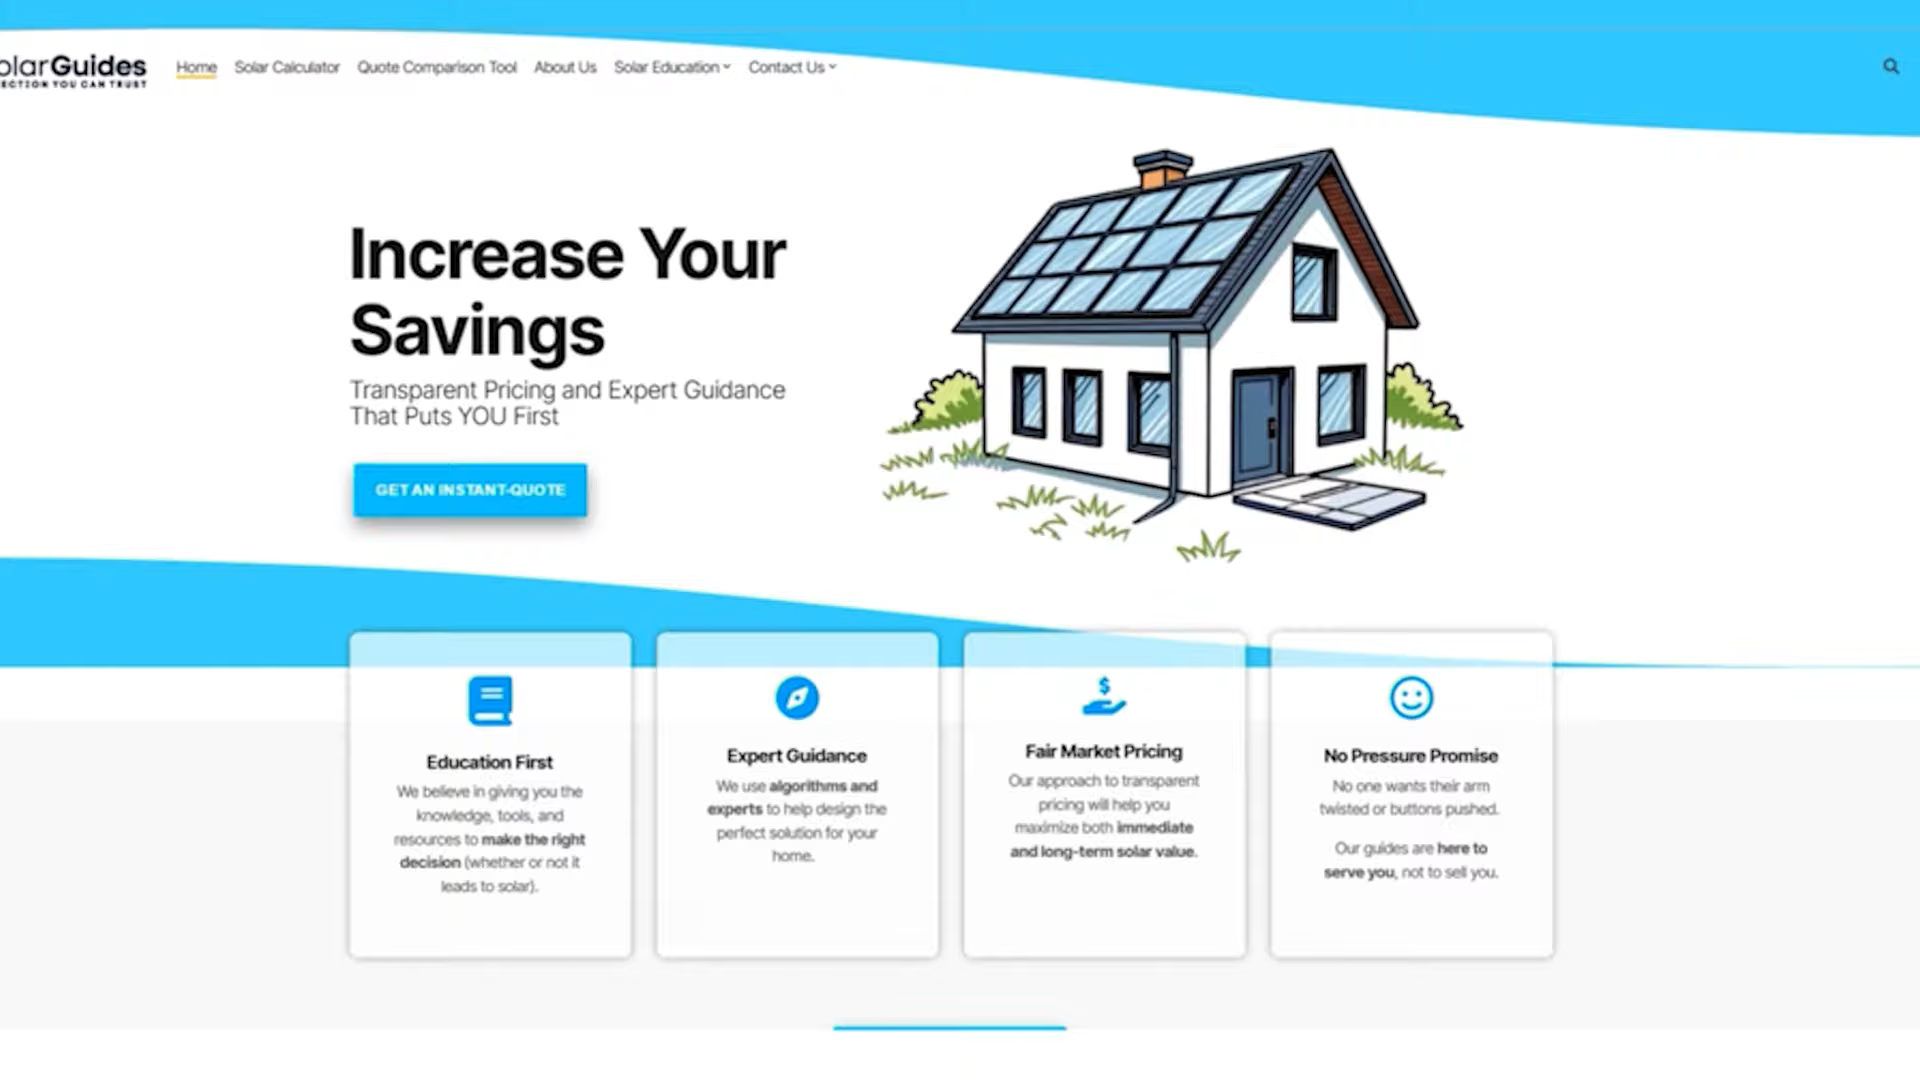 olarGuides
ECTION YOU CAN TRUST
Home Solar Calculator Quote Comparison Tool About Us Solar Education Contact Us
Increase Your
Savings
Transparent Pricing and Expert Guidance
That Puts YOU First
GET AN INSTANT-QUOTE
Education First
We believe in giving you the
knowledge, tools, and
resources to make the right
decision (whether or not it
leads to solar).
Expert Guidance
We use algorithms and
experts to help design the
perfect solution for your
home.
Fair Market Pricing
Our approach to transparent
pricing will help you
maximize both immediate
and long-term solar value.
No Pressure Promise
No one wants their arm
twisted or buttons pushed.
Our guides are here to
serve you, not to sell you.